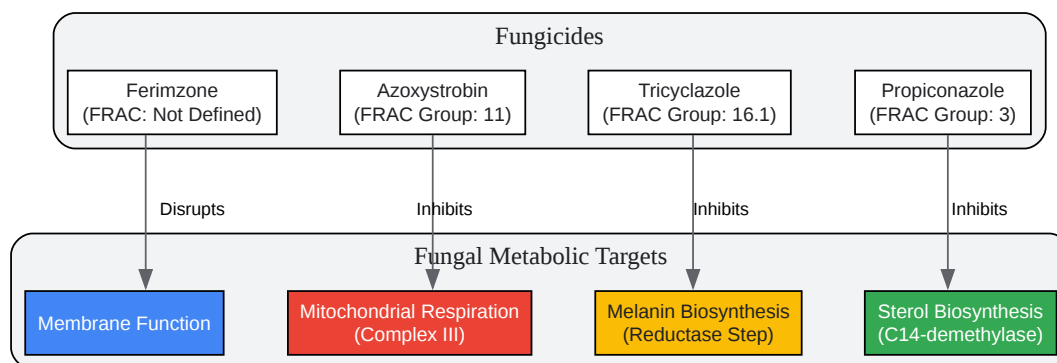 Fungicides
Ferimzone
(FRAC: Not Defined)
Azoxystrobin
(FRAC Group: 11)
Tricyclazole
(FRAC Group: 16.1)
Propiconazole
(FRAC Group: 3)
Disrupts
Inhibits
Inhibits
Inhibits
Fungal Metabolic Targets
Membrane Function
Mitochondrial Respiration
(Complex III)
Melanin Biosynthesis
(Reductase Step)
Sterol Biosynthesis
(C14-demethylase)